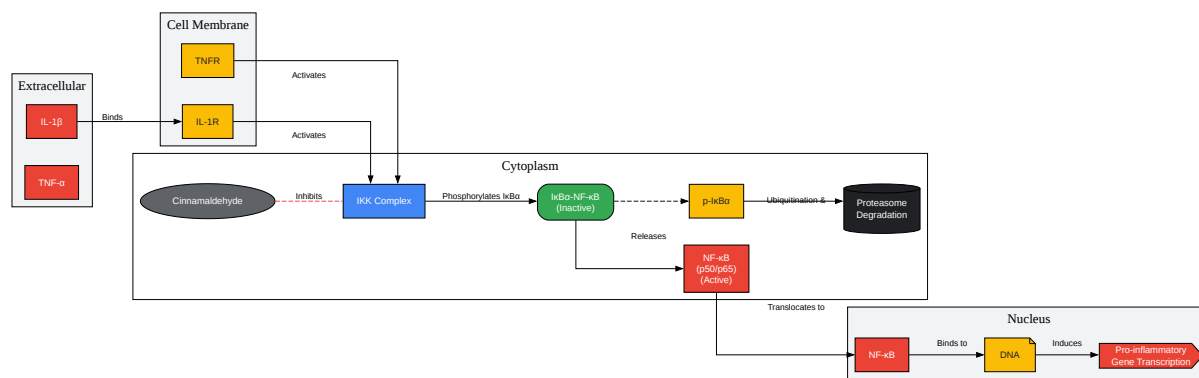 Cell Membrane
TNFR
Activates
Extracellular
IL-1β
Binds
IL-1R
Activates
TNF-α
Cytoplasm
Cinnamaldehyde
Inhibits
IKK Complex
Phosphorylates IκBα
IκBα-NF-κB
(Inactive)
p-IκBα
Ubiquitination &
Proteasome
Degradation
Releases
NF-κB
(p50/p65)
(Active)
Translocates to
Nucleus
NF-κB
Binds to
DNA
Induces
Pro-inflammatory
Gene Transcription